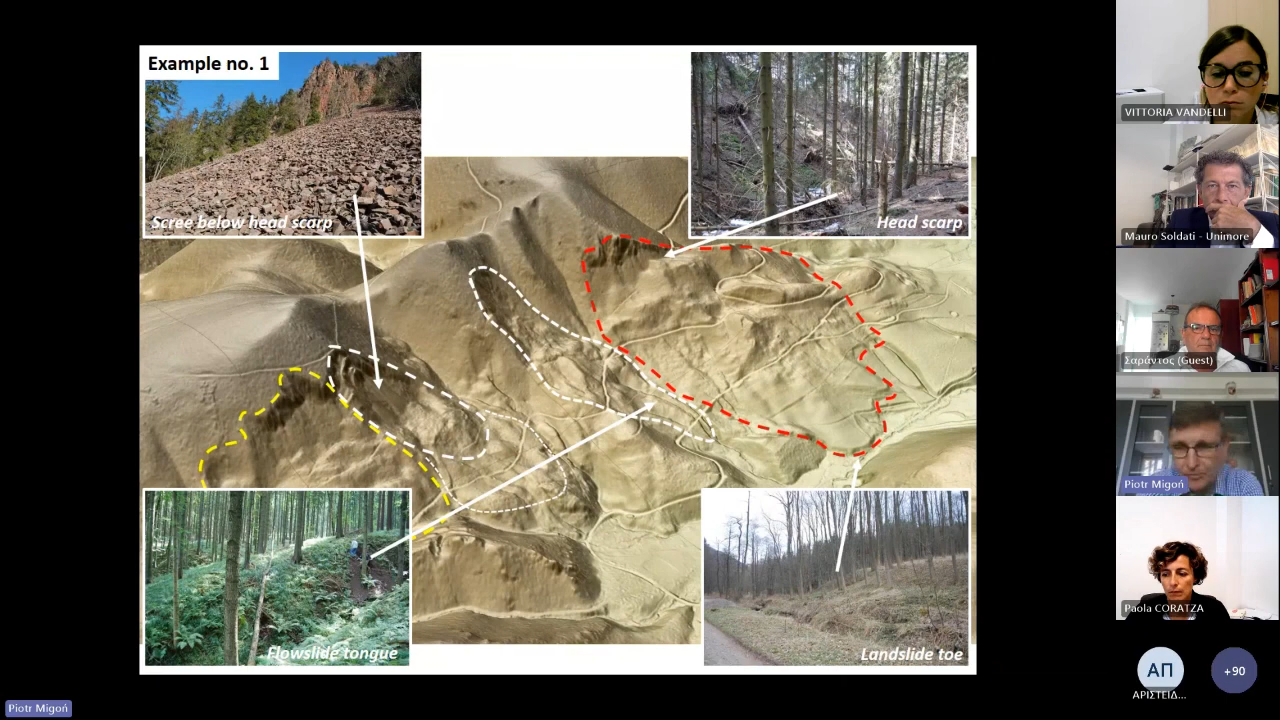 Example no. 1
Scree below head scarp
Head scarp
Flowslide tongue
Landslide toe
VITTORIA VANDELLI
Mauro Soldati - Unimore
Σαράντος (Guest)
Piotr Migoń
Paola CORATZA
ΑΠ
ΑΡΙΣΤΕΙΔ...
+90
Piotr Migoń